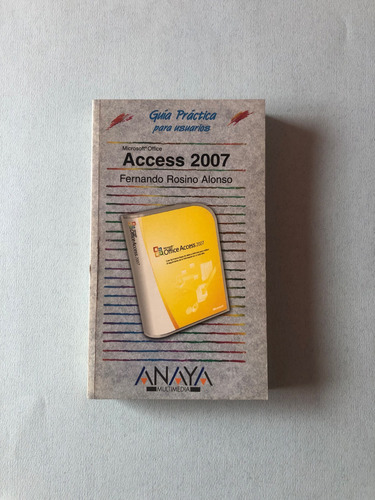 Guía Práctica
para usuarios
Microsoft® Office
Access 2007
Fernando Rosino Alonso
Office Access 2007
ANAYA
MULTIMEDIA